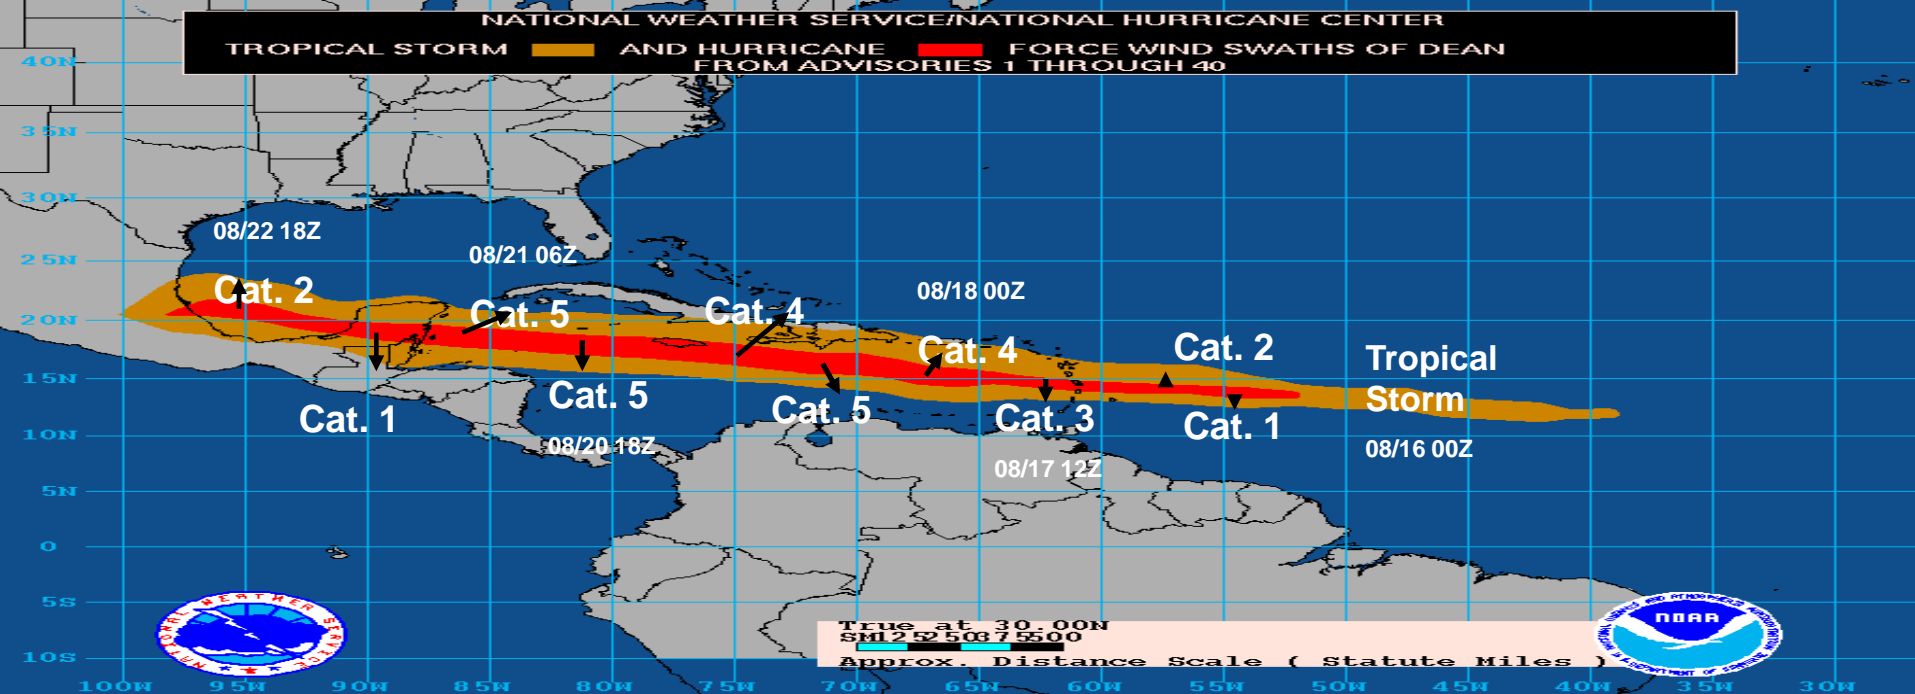 NATIONAL WEATHER SERVICE/NATIONAL HURRICANE CENTER
TROPICAL STORM AND HURRICANE FORCE WIND SWATHS OF DEAN
FROM ADVISORIES 1 THROUGH 40
40N
35N
30N
25N
20N
15N
10N
5N
0
5S
10S
08/22 18Z
08/21 06Z
08/18 00Z
Cat. 2
Cat. 5
Cat. 4
Cat. 4
Cat. 2
Tropical
Storm
Cat. 1
Cat. 5
Cat. 5
Cat. 3
Cat. 1
08/20 18Z
08/17 12Z
08/16 00Z
NATIONAL WEATHER SERVICE
NOAA
True at 30.00N
Approx. Distance Scale ( Statute Miles )
100W 95W 90W 85W 80W 75W 70W 65W 60W 55W 50W 45W 40W 35W 30W